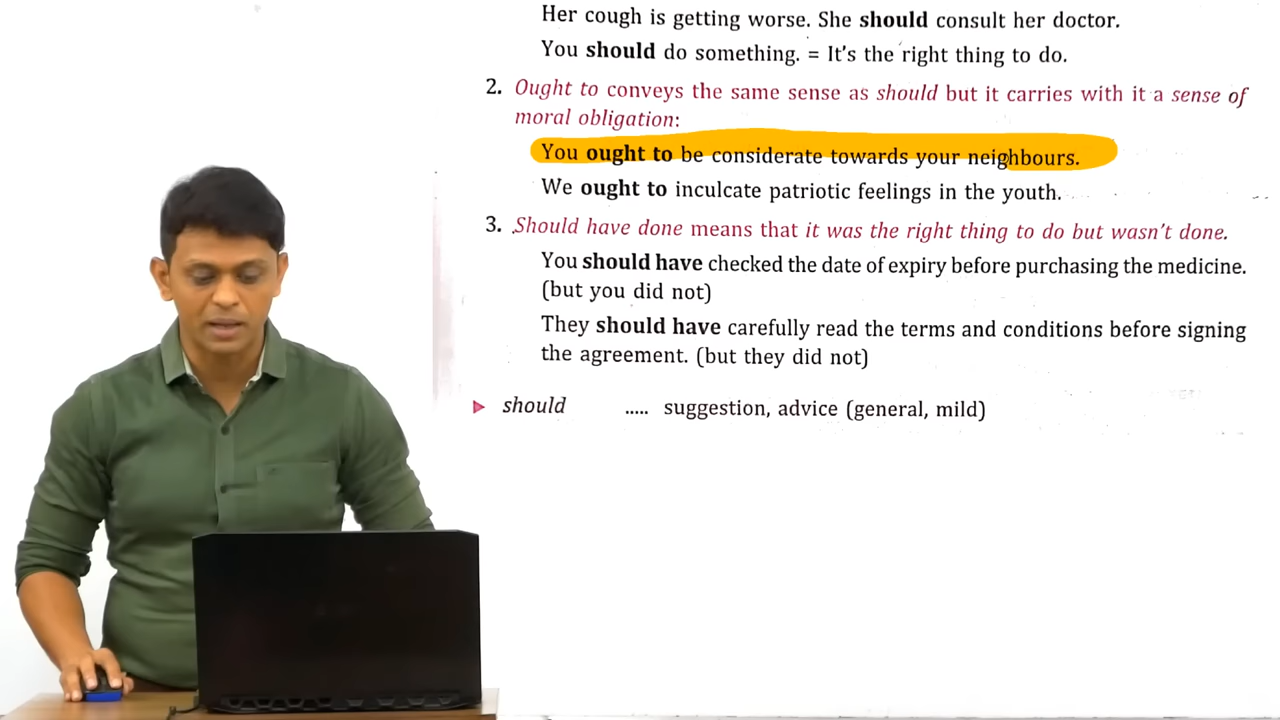 Her cough is getting worse. She should consult her doctor.
You should do something. = It's the right thing to do.
2. Ought to conveys the same sense as should but it carries with it a sense of
moral obligation:
You ought to be considerate towards your neighbours.
We ought to inculcate patriotic feelings in the youth.
3. Should have done means that it was the right thing to do but wasn't done.
You should have checked the date of expiry before purchasing the medicine.
(but you did not)
They should have carefully read the terms and conditions before signing
the agreement. (but they did not)
should ..... suggestion, advice (general, mild)